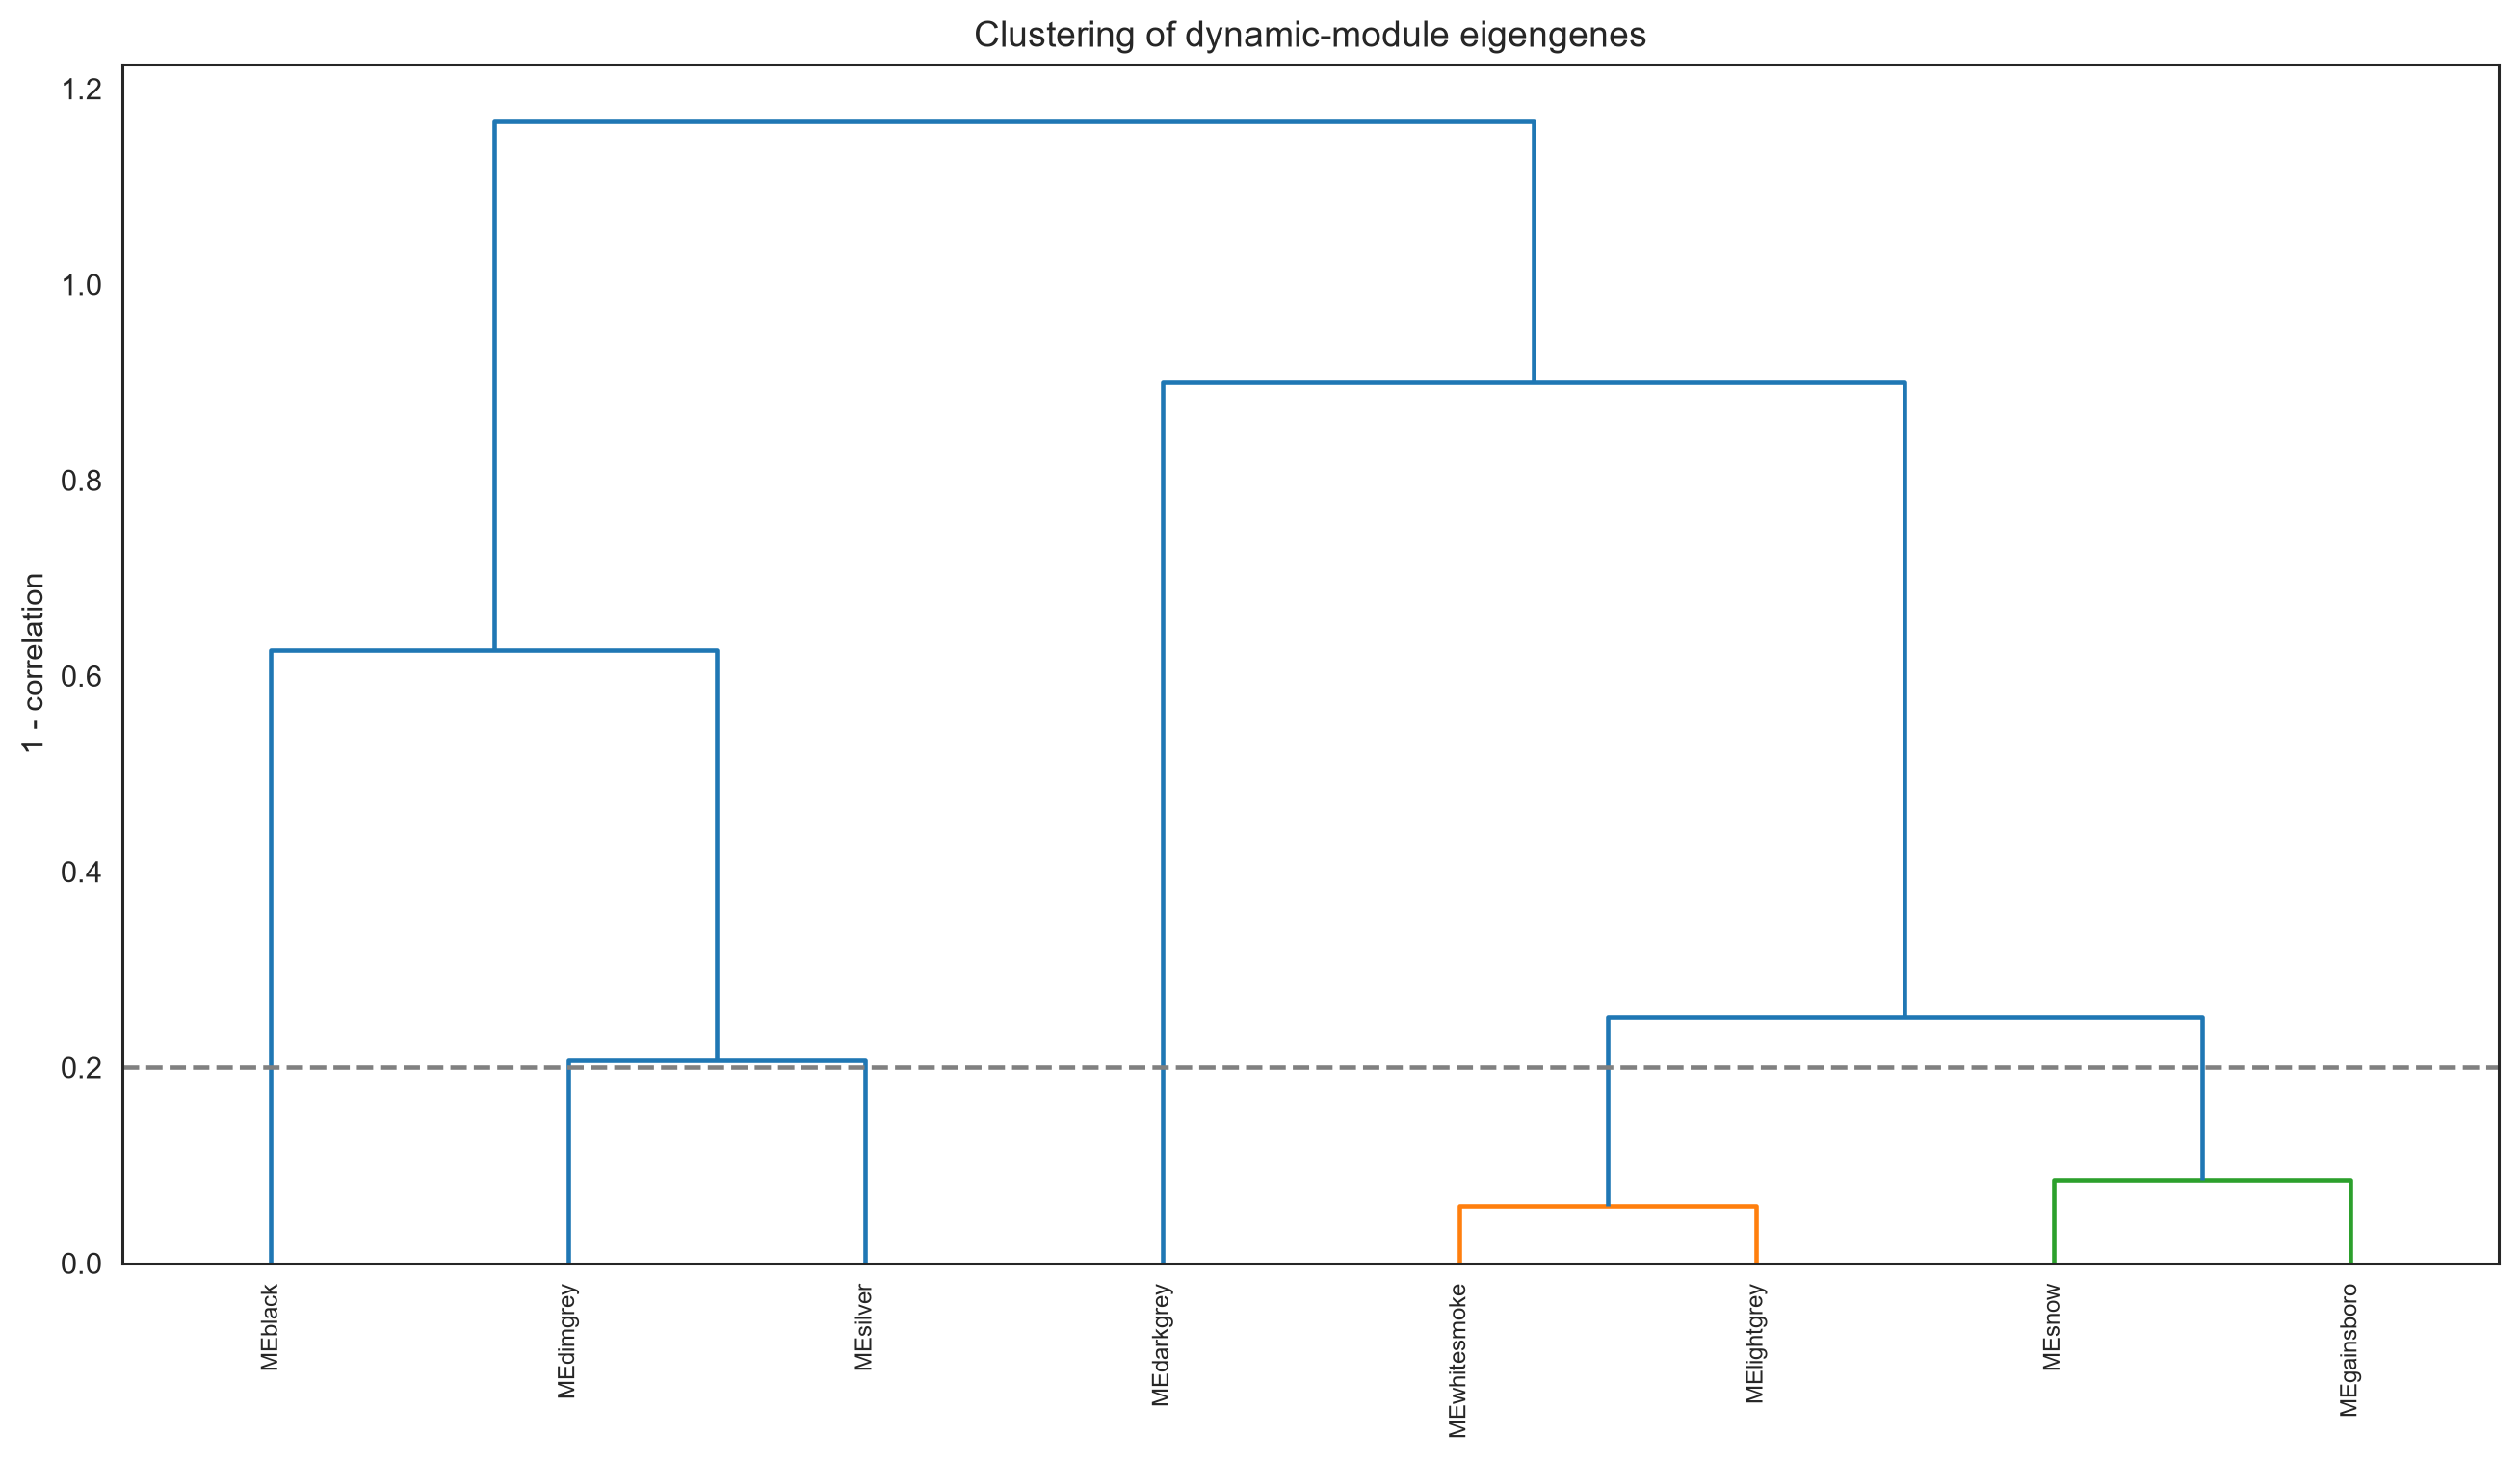 Clustering of dynamic-module eigengenes
1 - correlation
1.2
1.0
0.8
0.6
0.4
0.2
0.0
MEblack
MEdimgrey
MEsilver
MEdarkgrey
MEwhitesmoke
MElightgrey
MEsnow
MEgainsboro